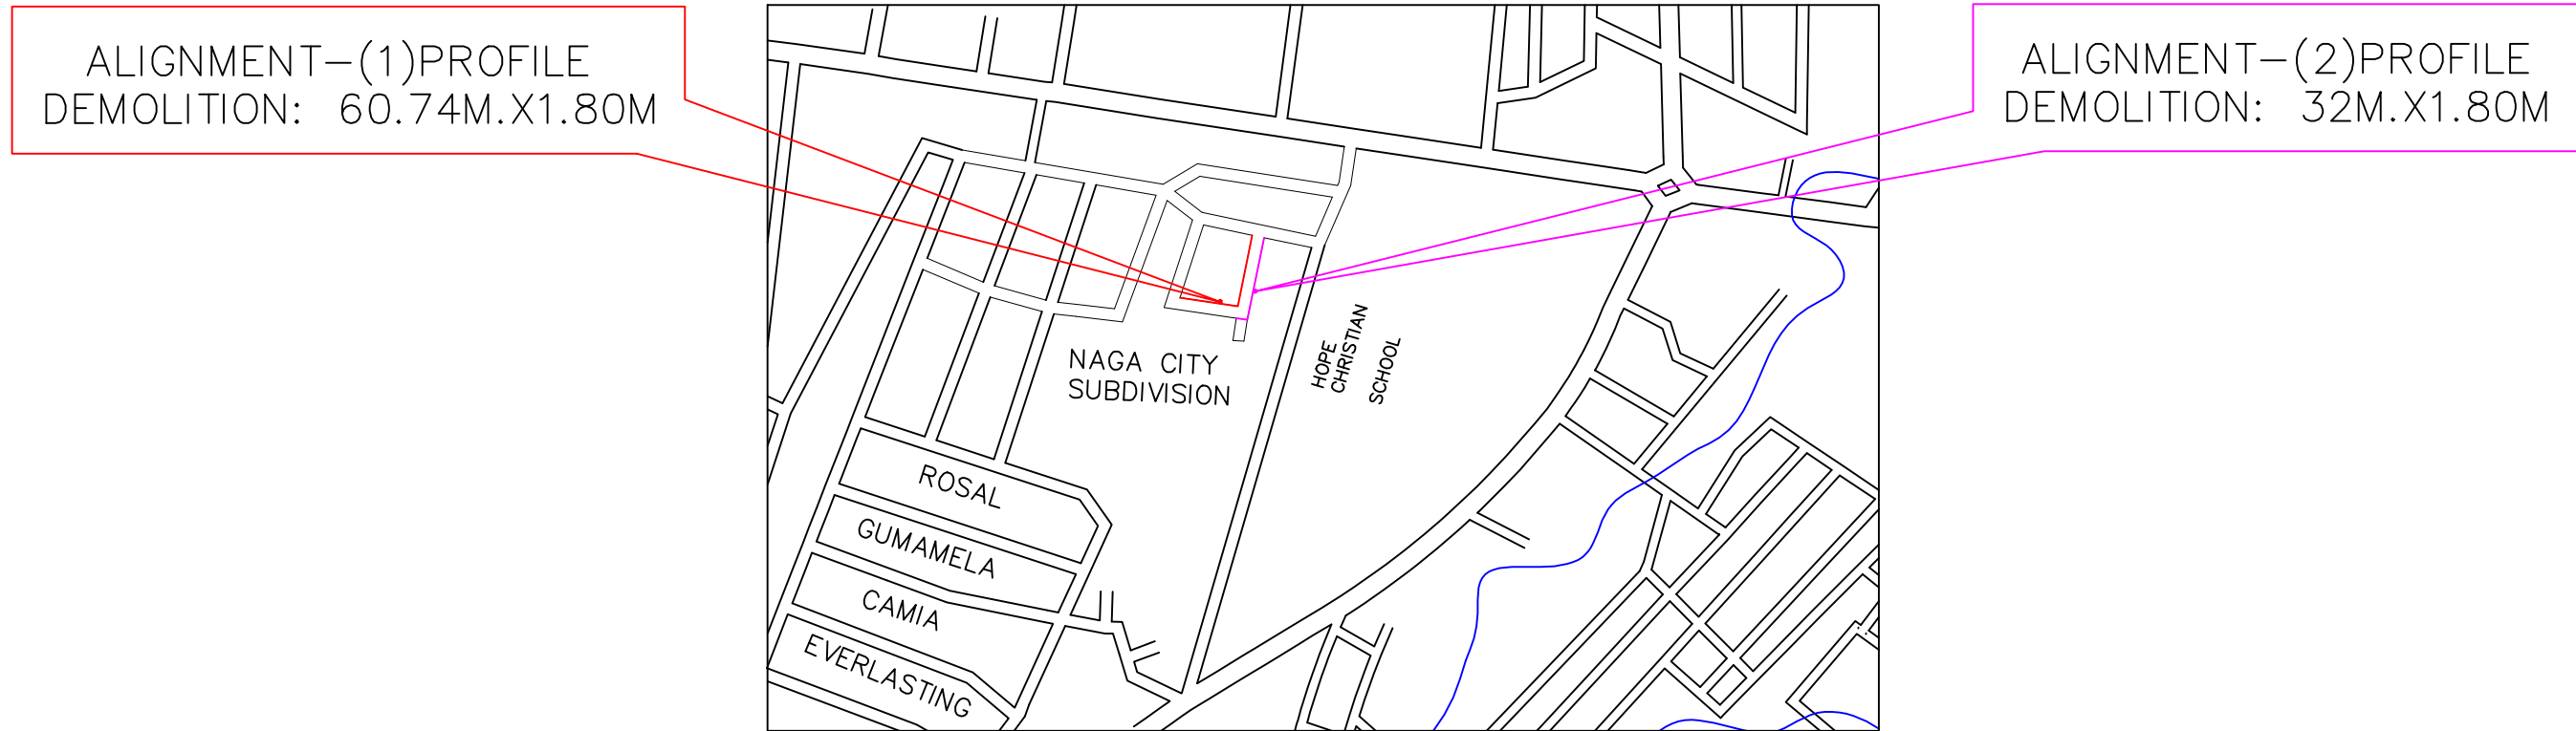 ALIGNMENT-(1)PROFILE
DEMOLITION: 60.74M.X1.80M
ALIGNMENT-(2)PROFILE
DEMOLITION: 32M.X1.80M
HOPE
CHRISTIAN
SCHOOL
NAGA CITY
SUBDIVISION
ROSAL
GUMAMELA
CAMIA
EVERLASTING